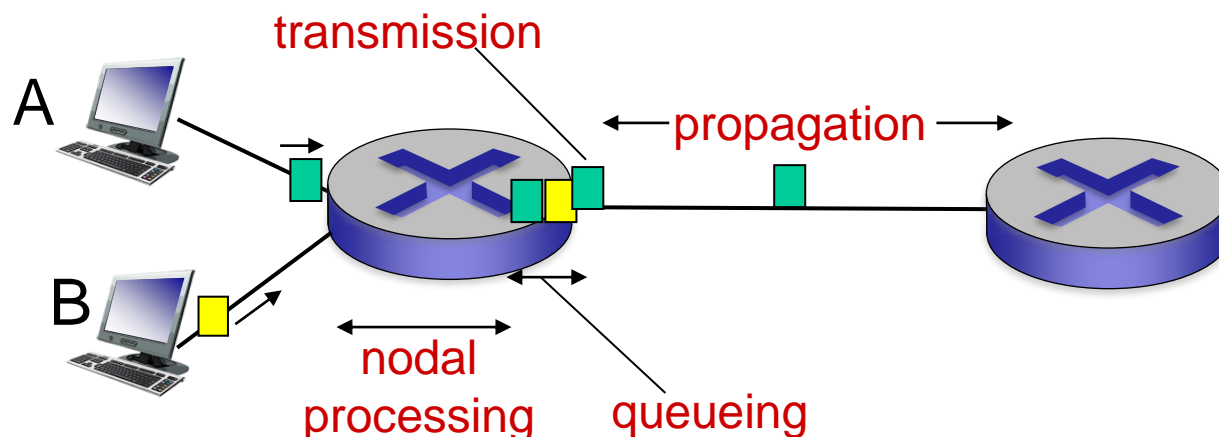 transmission
A
propagation
B
nodal
processing
queueing